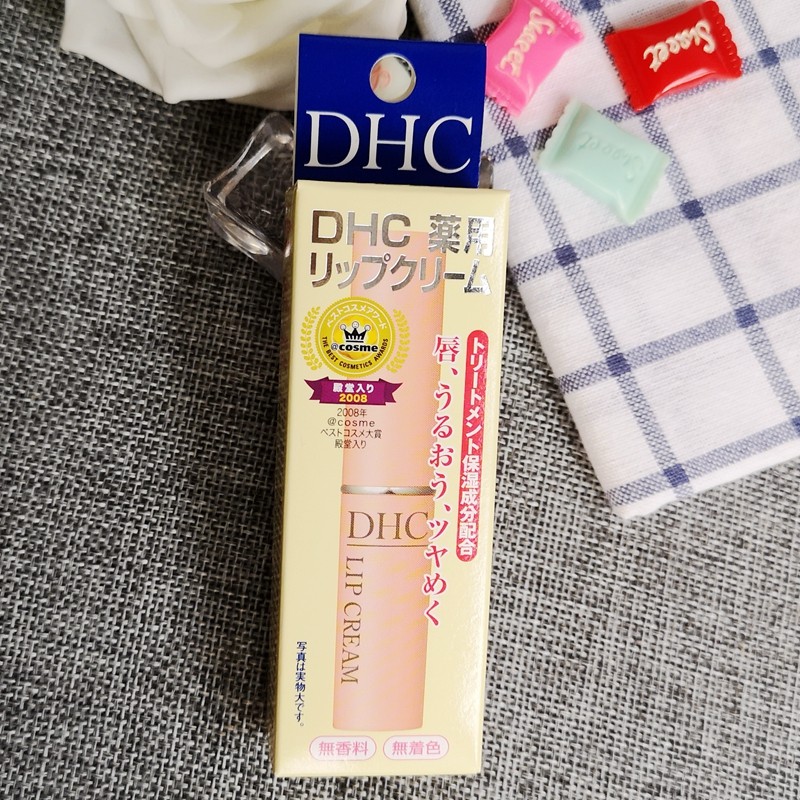 Sweet
Sweet
Sweet
DHC
DHC 薬用
リップクリーム
ベストコスメアワード
@cosme
THE BEST COSMETICS AWARDS
殿堂入り
2008
2008年
@cosme
ベストコスメ大賞
殿堂入り
トリートメント保湿成分配合
唇、うるおう、ツヤめく
DHC
LIP CREAM
写真は実物大です。
無香料
無着色